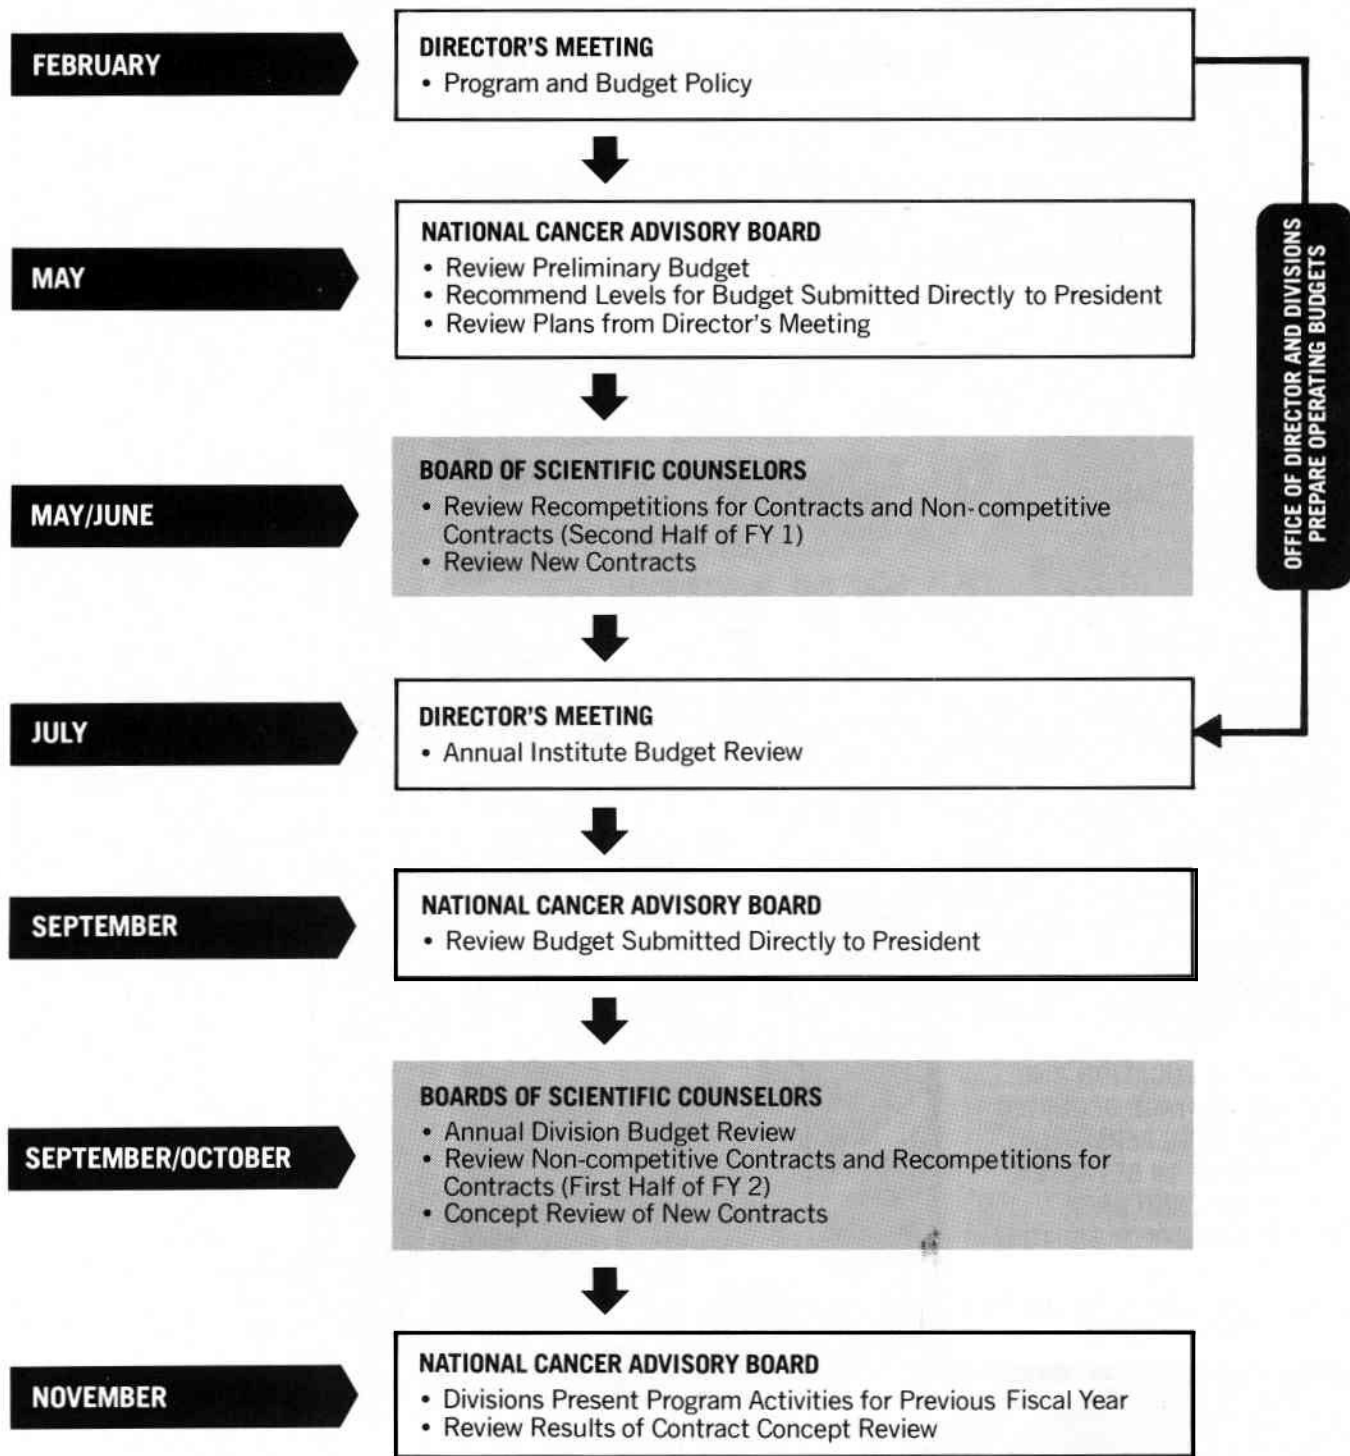 FEBRUARY
DIRECTOR'S MEETING
• Program and Budget Policy
MAY
NATIONAL CANCER ADVISORY BOARD
• Review Preliminary Budget
• Recommend Levels for Budget Submitted Directly to President
• Review Plans from Director's Meeting
OFFICE OF DIRECTOR AND DIVISIONS
PREPARE OPERATING BUDGETS
MAY/JUNE
BOARD OF SCIENTIFIC COUNSELORS
• Review Recompetitions for Contracts and Non-competitive
Contracts (Second Half of FY 1)
• Review New Contracts
JULY
DIRECTOR'S MEETING
• Annual Institute Budget Review
SEPTEMBER
NATIONAL CANCER ADVISORY BOARD
• Review Budget Submitted Directly to President
SEPTEMBER/OCTOBER
BOARDS OF SCIENTIFIC COUNSELORS
• Annual Division Budget Review
• Review Non-competitive Contracts and Recompetitions for
Contracts (First Half of FY 2)
• Concept Review of New Contracts
NOVEMBER
NATIONAL CANCER ADVISORY BOARD
• Divisions Present Program Activities for Previous Fiscal Year
• Review Results of Contract Concept Review